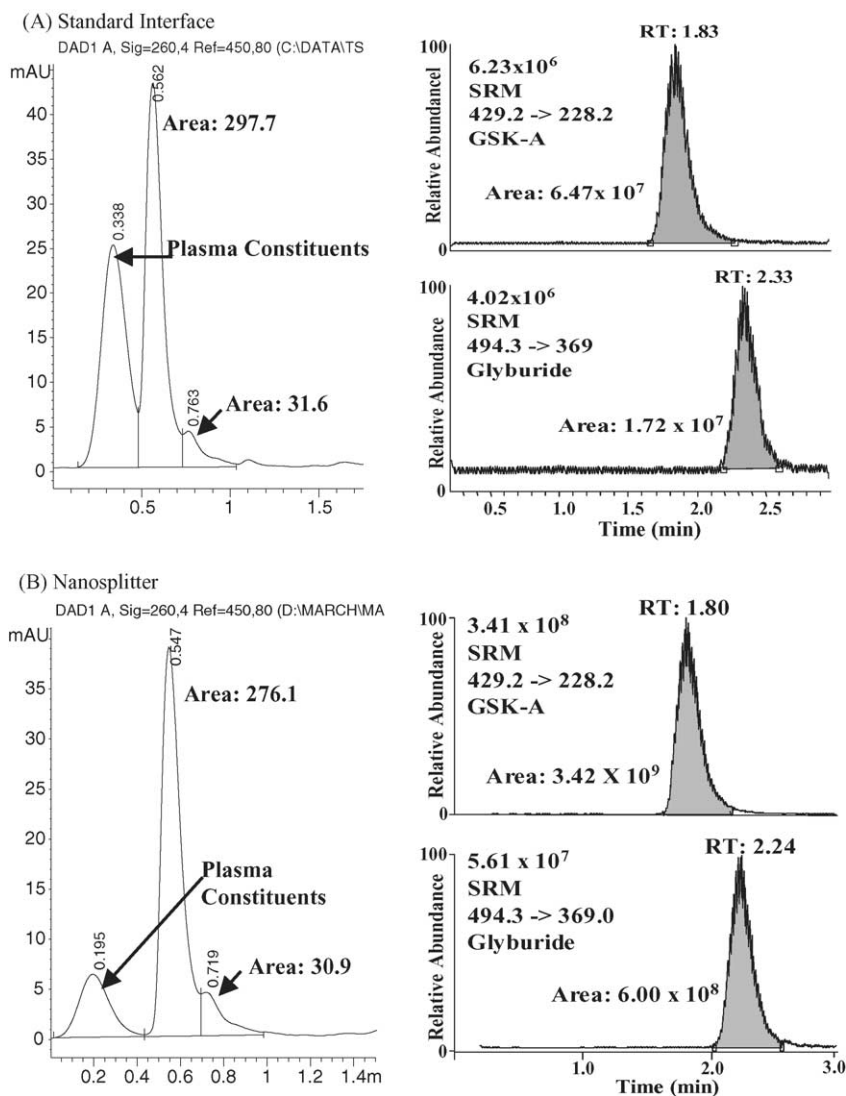 (A) Standard Interface
DAD1 A, Sig=260,4 Ref=450,80 (C:\DATA\TS
mAU
40
35
30
25
20
15
10
5
0
0.338
0.562
0.763
Area: 297.7
Plasma Constituents
Area: 31.6
0.5 1 1.5
Relative Abundancel
100
0
RT: 1.83
6.23x10⁶
SRM
429.2 -> 228.2
GSK-A
Area: 6.47x 10⁷
Relative Abundance
100
0
RT: 2.33
4.02x10⁶
SRM
494.3 -> 369
Glyburide
Area: 1.72 x 10⁷
0.5 1.0 1.5 2.0 2.5
Time (min)
(B) Nanosplitter
DAD1 A, Sig=260,4 Ref=450,80 (D:\MARCH\MA
mAU
35
30
25
20
15
10
5
0
0.195
0.547
0.719
Area: 276.1
Plasma
Constituents
Area: 30.9
0.2 0.4 0.6 0.8 1 1.2 1.4m
Relative Abundance
100
0
RT: 1.80
3.41 x 10⁸
SRM
429.2 -> 228.2
GSK-A
Area: 3.42 X 10⁹
Relative Abundance
100
0
RT: 2.24
5.61 x 10⁷
SRM
494.3 -> 369.0
Glyburide
Area: 6.00 x 10⁸
1.0 2.0 3.0
Time (min)